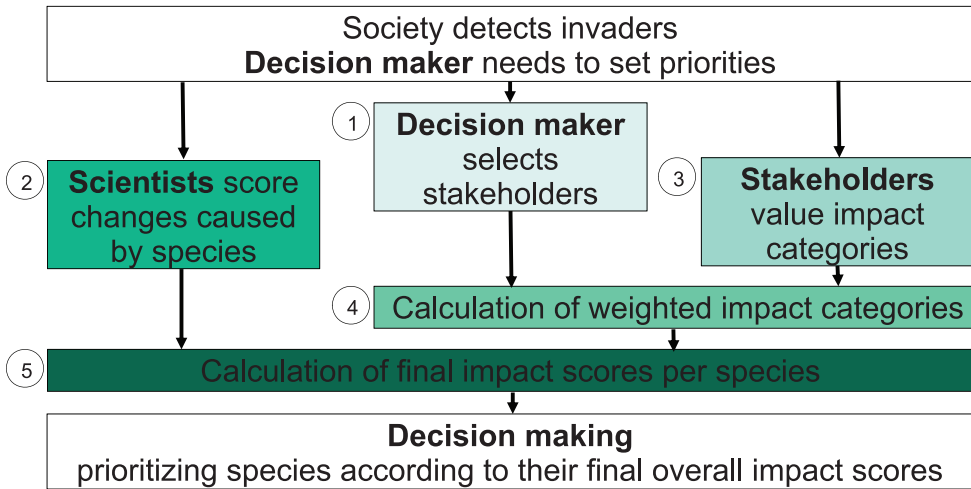 Society detects invaders
Decision maker needs to set priorities
1
Decision maker
selects
stakeholders
2
Scientists score
changes caused
by species
3
Stakeholders
value impact
categories
4
Calculation of weighted impact categories
5
Calculation of final impact scores per species
Decision making
prioritizing species according to their final overall impact scores